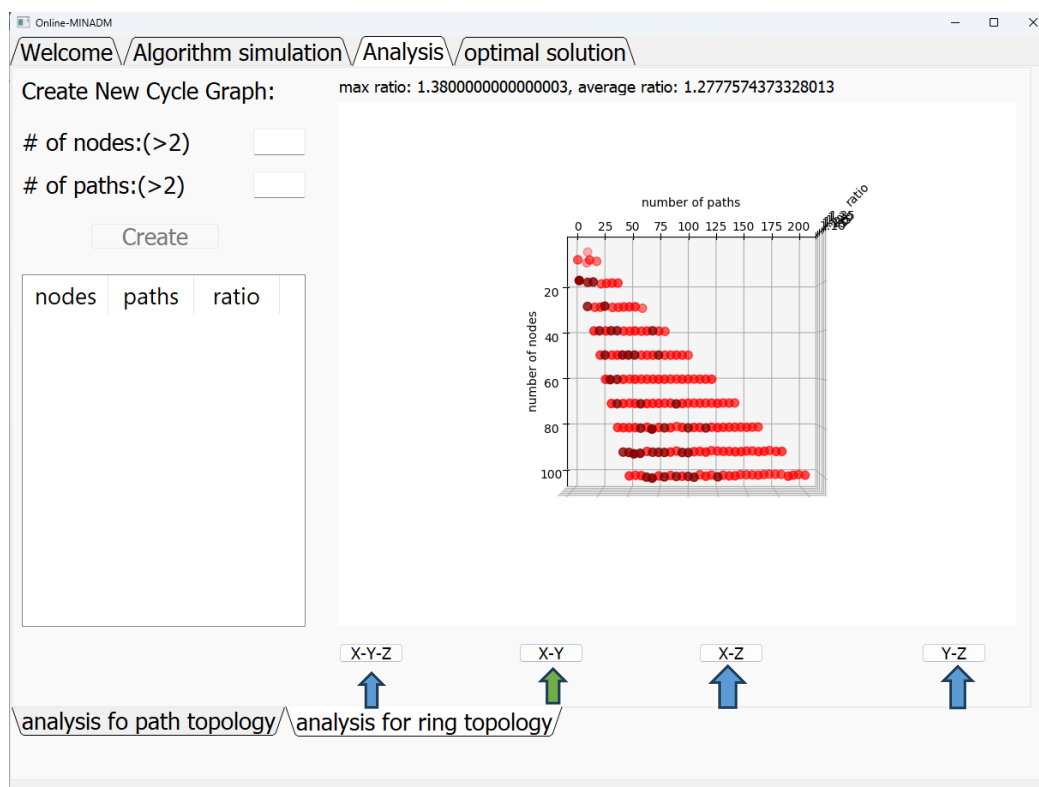 Online-MINADM
Welcome Algorithm simulation Analysis optimal solution
Create New Cycle Graph:
max ratio: 1.3800000000000003, average ratio: 1.2777574373328013
# of nodes:(>2)
# of paths:(>2)
Create
nodes paths ratio
number of paths
ratio
0 25 50 75 100 125 150 175 200
number of nodes
20
40
60
80
100
X-Y-Z X-Y X-Z Y-Z
analysis fo path topology analysis for ring topology